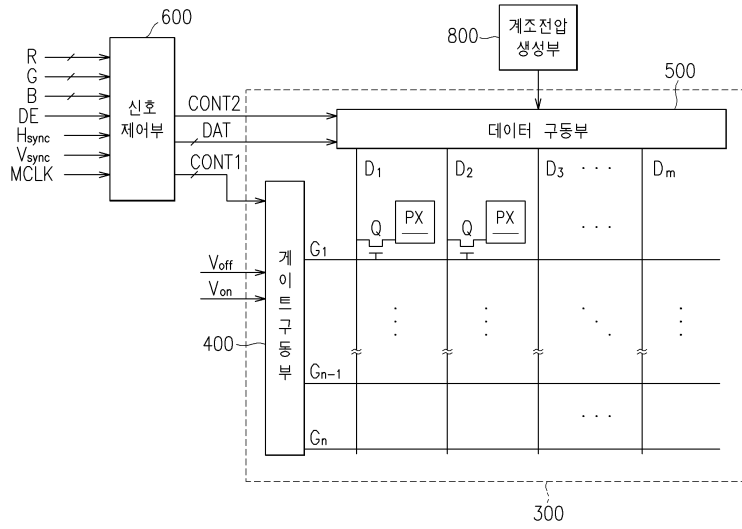 600
R
G
B
DE
Hsync
Vsync
MCLK
신호
제어부
CONT2
DAT
CONT1
800
계조전압
생성부
500
데이터 구동부
D1
D2
D3
· · ·
Dm
Q
PX
Q
PX
· · ·
G1
Voff
Von
400
게이트구동부
Gn-1
Gn
· · ·
300